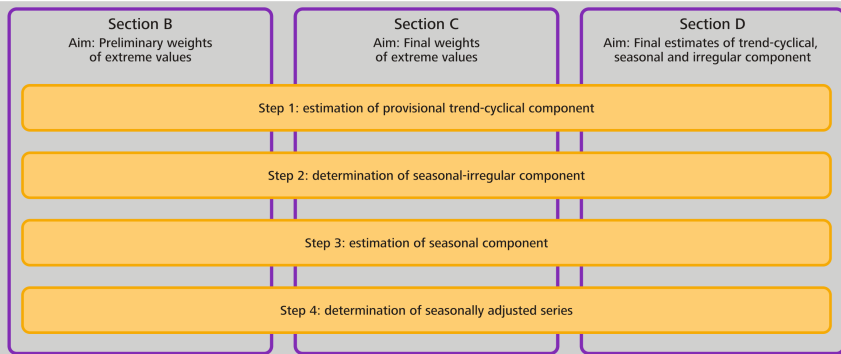 Section B
Aim: Preliminary weights
of extreme values
Section C
Aim: Final weights
of extreme values
Section D
Aim: Final estimates of trend-cyclical,
seasonal and irregular component
Step 1: estimation of provisional trend-cyclical component
Step 2: determination of seasonal-irregular component
Step 3: estimation of seasonal component
Step 4: determination of seasonally adjusted series